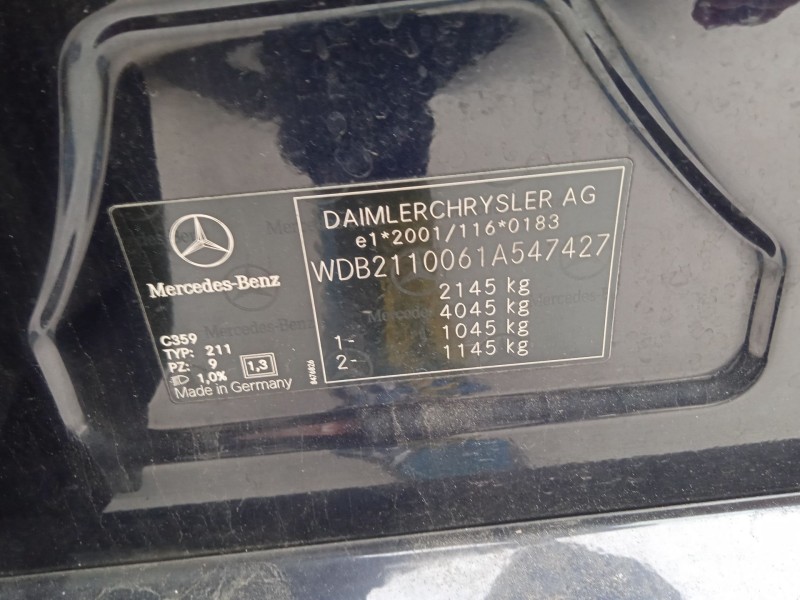 DAIMLERCHRYSLER AG
e1*2001/116*0183
WDB2110061A547427
2145 kg
4045 kg
1- 1045 kg
2- 1145 kg
Mercedes-Benz
C359
TYP: 211
PZ: 9
1,0% 1,3
Made in Germany